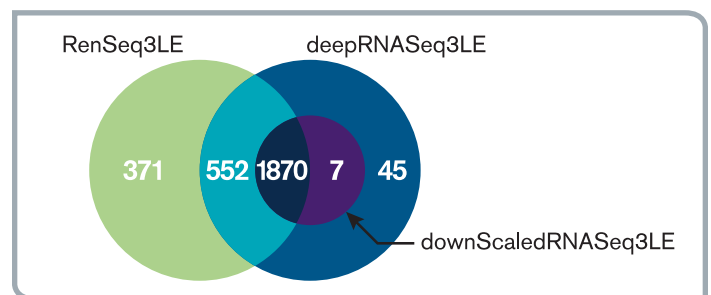 RenSeq3LE deepRNASeq3LE
371 552 1870 7 45
downScaledRNASeq3LE